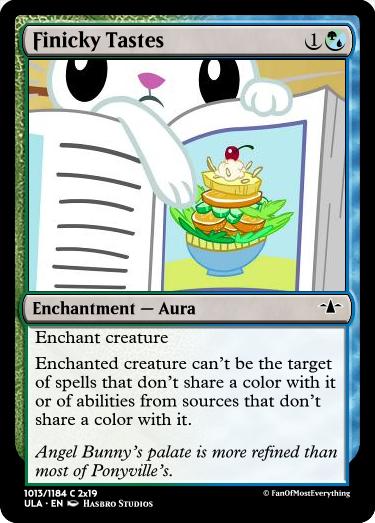 Finicky Tastes 1
Enchantment — Aura
Enchant creature
Enchanted creature can't be the target
of spells that don't share a color with it
or of abilities from sources that don't
share a color with it.
Angel Bunny's palate is more refined than
most of Ponyville's.
1013/1184 C 2x19
ULA • EN Hasbro Studios
© FanOfMostEverything